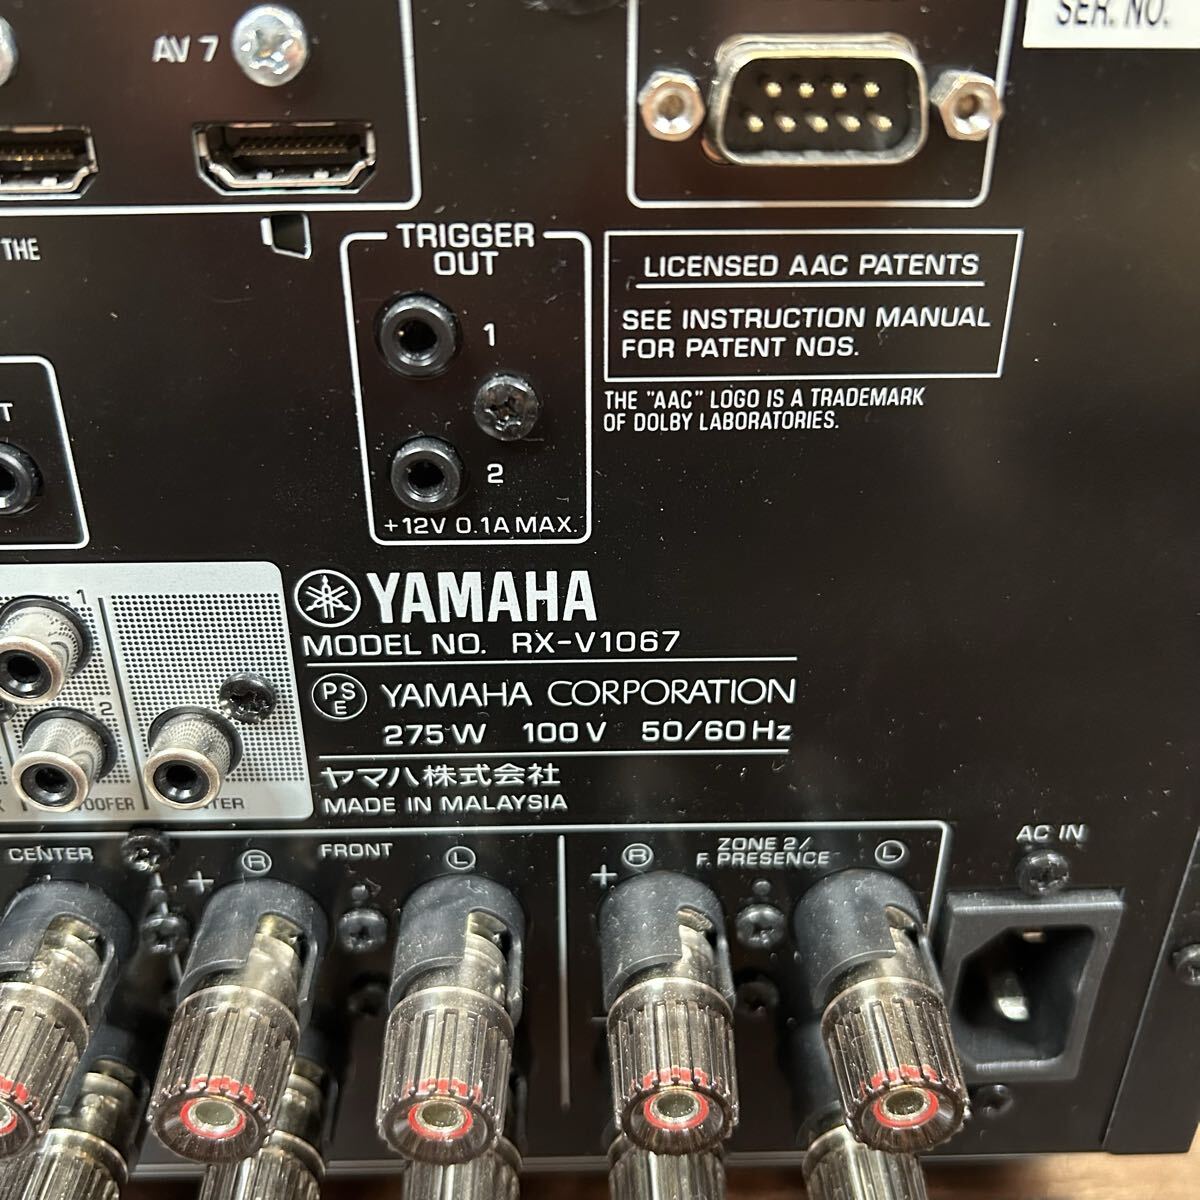 SER. NO.
AV 7
THE
TRIGGER
OUT
1
2
+12V 0.1A MAX.
LICENSED AAC PATENTS
SEE INSTRUCTION MANUAL
FOR PATENT NOS.
THE "AAC" LOGO IS A TRADEMARK
OF DOLBY LABORATORIES.
T
YAMAHA
MODEL NO. RX-V1067
PSE YAMAHA CORPORATION
275 W 100 V 50/60 Hz
ヤマハ株式会社
MADE IN MALAYSIA
1
2
CENTER
+ R FRONT L
ZONE 2/
F. PRESENCE
+ R L
AC IN